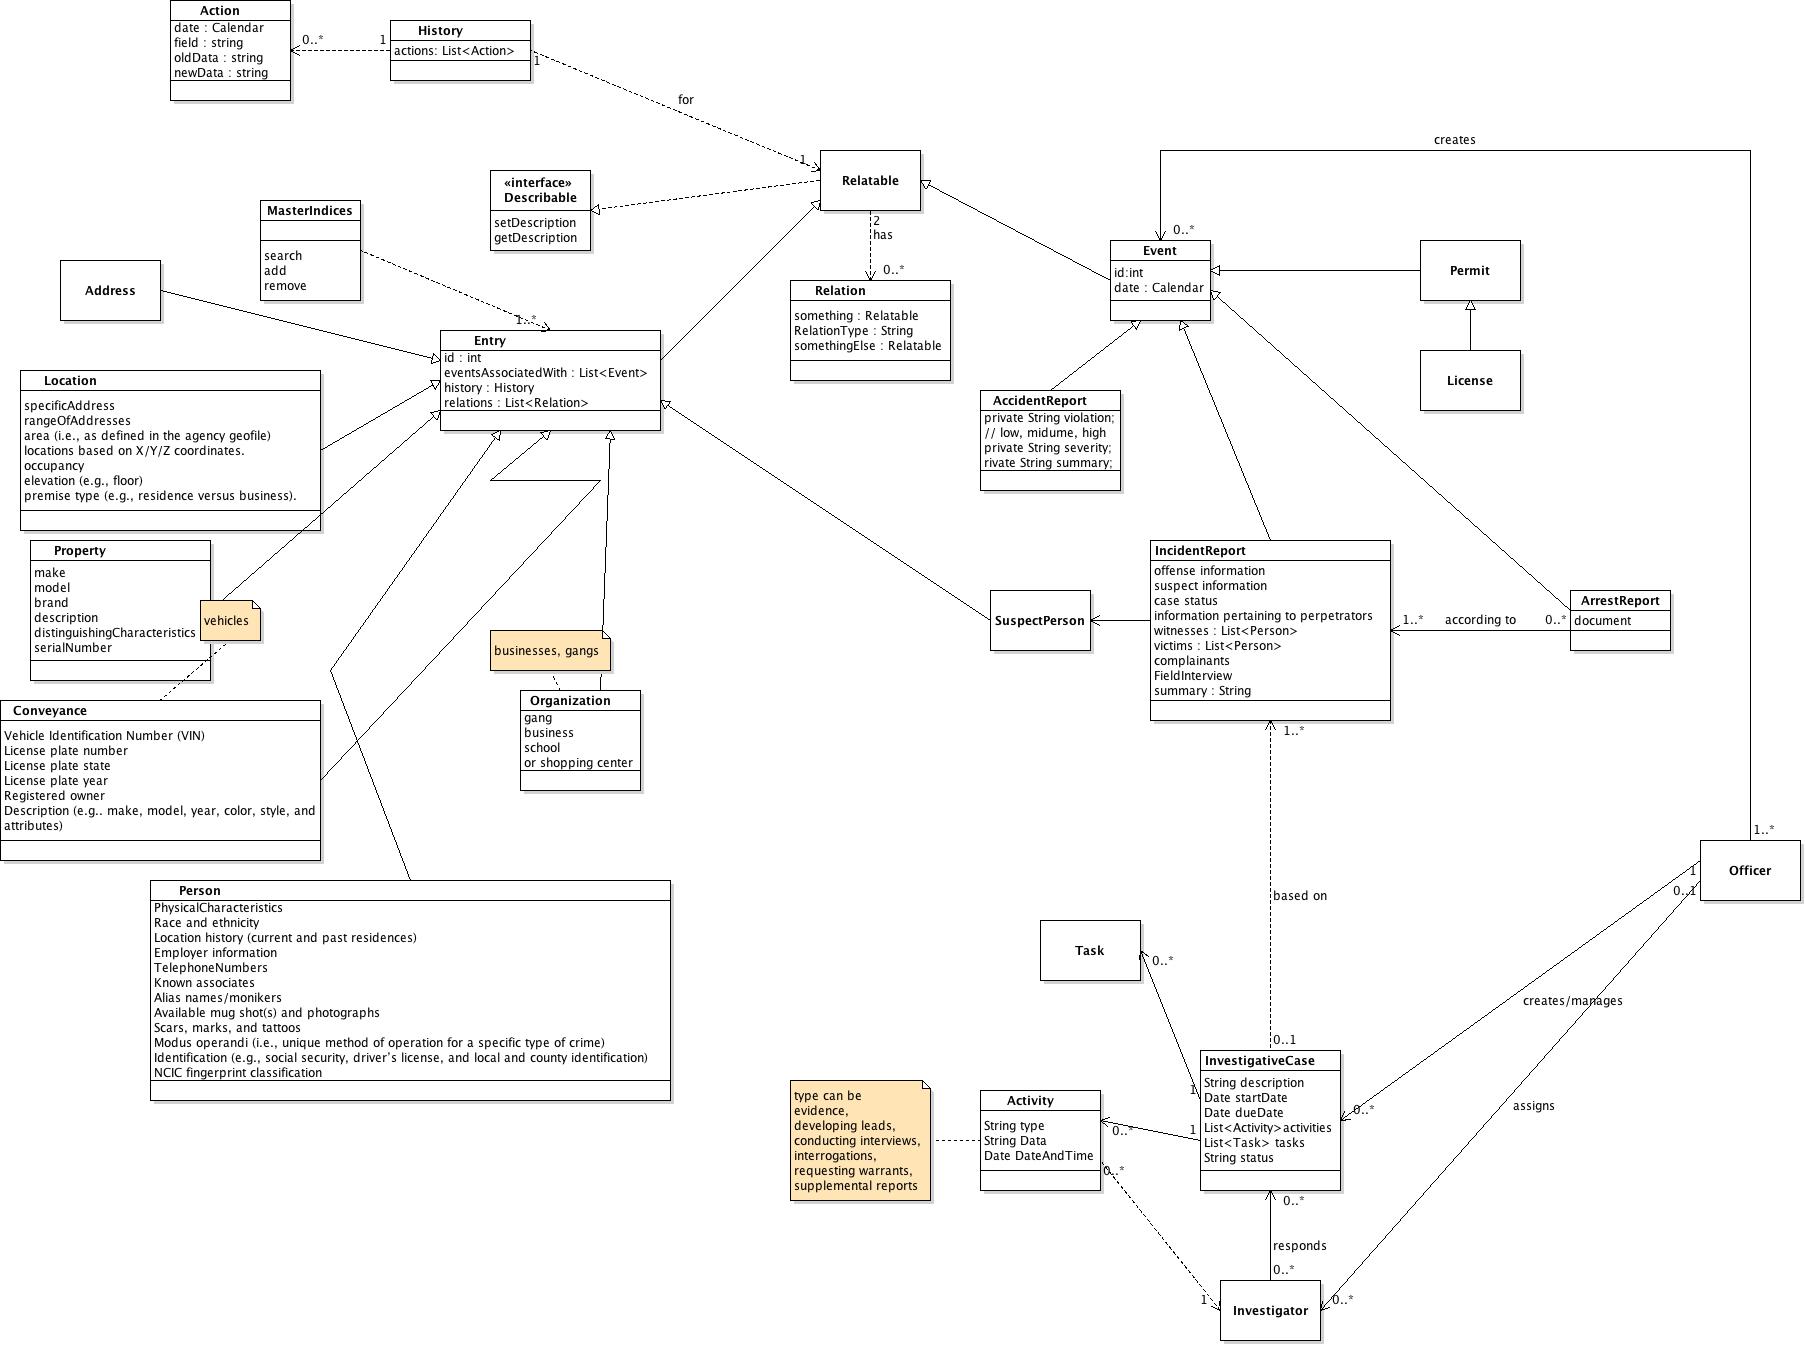 Action
date : Calendar
field : string
oldData : string
newData : string
0..*
1
History
actions: List<Action>
1
for
1
Relatable
«interface»
Describable
setDescription
getDescription
2
has
0..*
Relation
something : Relatable
RelationType : String
somethingElse : Relatable
creates
0..*
Event
id:int
date : Calendar
Permit
License
MasterIndices
search
add
remove
1..*
Address
Entry
id : int
eventsAssociatedWith : List<Event>
history : History
relations : List<Relation>
Location
specificAddress
rangeOfAddresses
area (i.e., as defined in the agency geofile)
locations based on X/Y/Z coordinates.
occupancy
elevation (e.g., floor)
premise type (e.g., residence versus business).
AccidentReport
private String violation;
// low, midume, high
private String severity;
rivate String summary;
Property
make
model
brand
description
distinguishingCharacteristics
serialNumber
vehicles
businesses, gangs
Organization
gang
business
school
or shopping center
SuspectPerson
IncidentReport
offense information
suspect information
case status
information pertaining to perpetrators
witnesses : List<Person>
victims : List<Person>
complainants
FieldInterview
summary : String
1..*
according to
0..*
ArrestReport
document
1..*
Conveyance
Vehicle Identification Number (VIN)
License plate number
License plate state
License plate year
Registered owner
Description (e.g.. make, model, year, color, style, and
attributes)
1..*
Officer
1
0..1
Person
PhysicalCharacteristics
Race and ethnicity
Location history (current and past residences)
Employer information
TelephoneNumbers
Known associates
Alias names/monikers
Available mug shot(s) and photographs
Scars, marks, and tattoos
Modus operandi (i.e., unique method of operation for a specific type of crime)
Identification (e.g., social security, driver's license, and local and county identification)
NCIC fingerprint classification
based on
Task
0..*
creates/manages
0..1
InvestigativeCase
String description
Date startDate
Date dueDate
List<Activity>activities
List<Task> tasks
String status
1
1
0..*
assigns
type can be
evidence,
developing leads,
conducting interviews,
interrogations,
requesting warrants,
supplemental reports
Activity
String type
String Data
Date DateAndTime
0..*
0..*
0..*
responds
0..*
1
Investigator
0..*